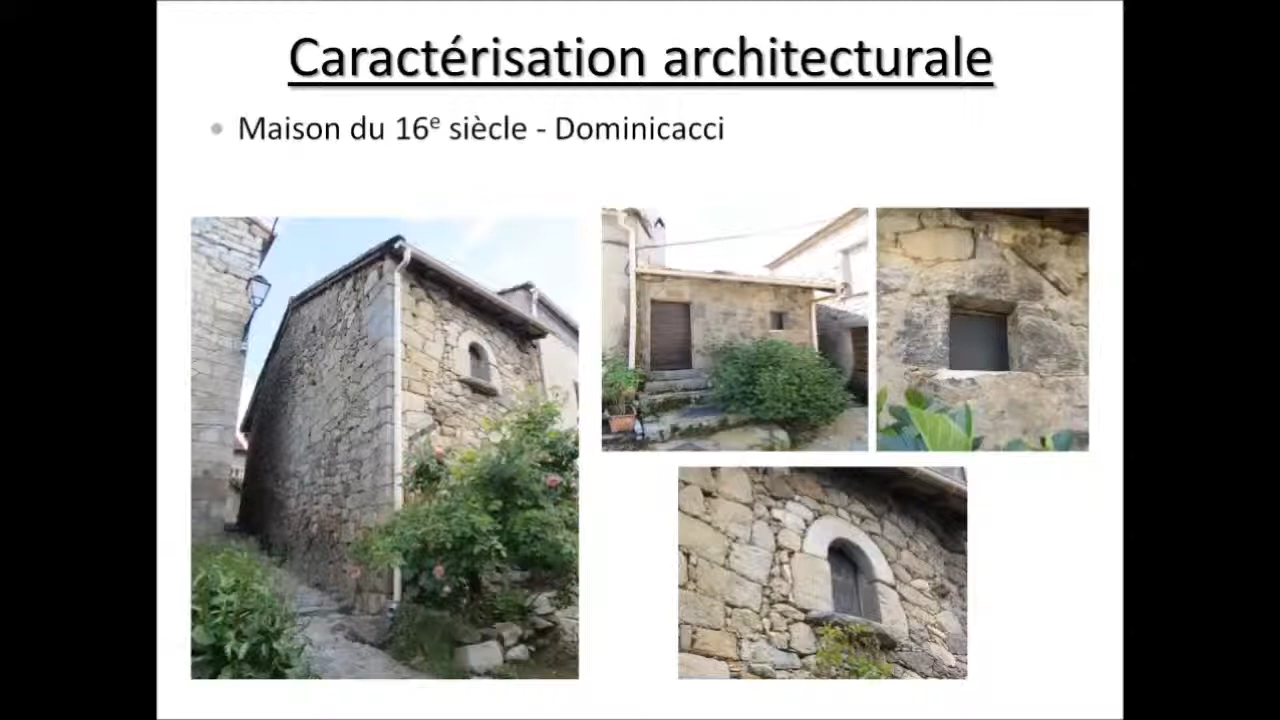 Caractérisation architecturale
• Maison du 16e siècle - Dominicacci